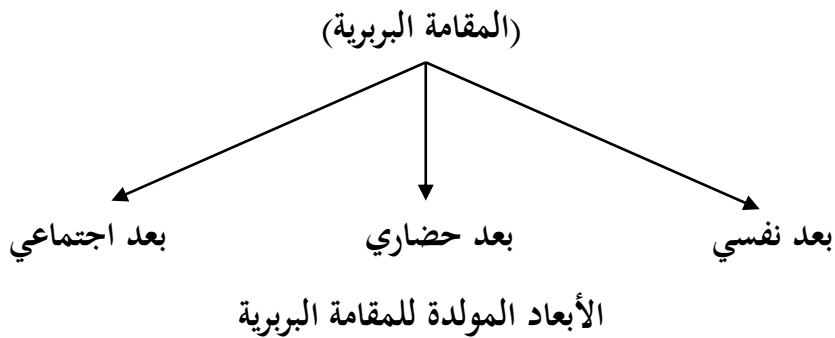 (المقامة البربرية)
بعد نفسي بعد حضاري بعد اجتماعي
الأبعاد المولدة للمقامة البربرية